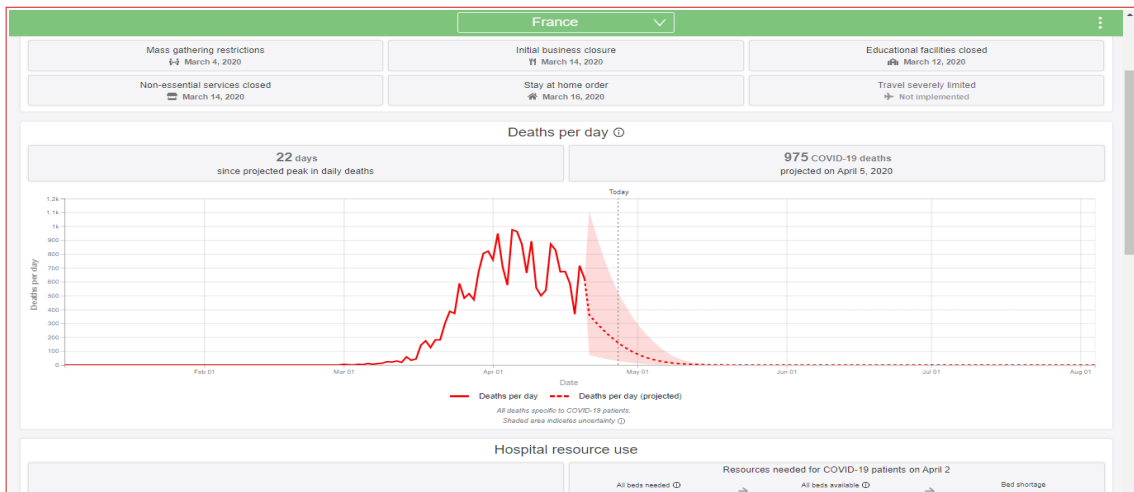 France
Mass gathering restrictions
March 4, 2020
Initial business closure
March 14, 2020
Educational facilities closed
March 12, 2020
Non-essential services closed
March 14, 2020
Stay at home order
March 16, 2020
Travel severely limited
Not implemented
Deaths per day
22 days
since projected peak in daily deaths
975 COVID-19 deaths
projected on April 5, 2020
Today
1.2k
1.1k
1k
900
800
700
600
500
400
300
200
100
0
Deaths per day
Feb 01
Mar 01
Apr 01
May 01
Jun 01
Jul 01
Aug 01
Date
Deaths per day
Deaths per day (projected)
All deaths specific to COVID-19 patients.
Shaded area indicates uncertainty
Hospital resource use
Resources needed for COVID-19 patients on April 2
All beds needed
All beds available
Bed shortage